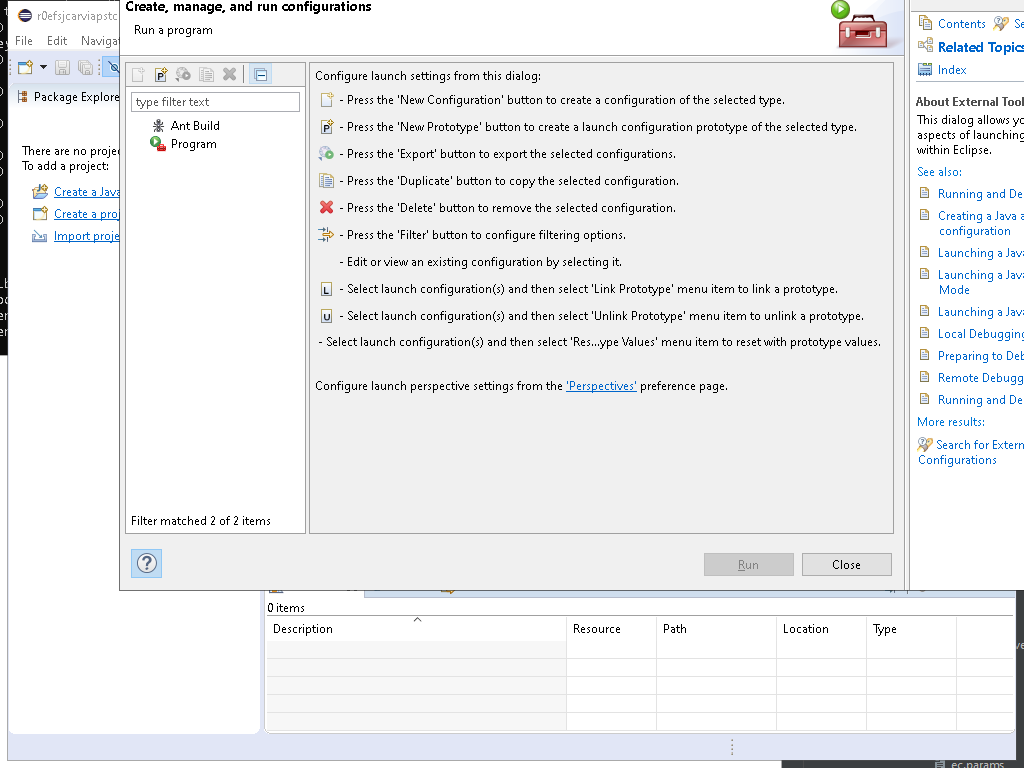 Create, manage, and run configurations
Run a program
r0efsjcarviapstc
File Edit Navigat
Package Explore
There are no projec
To add a project:
Create a Java
Create a proj
Import proje
type filter text
Ant Build
Program
Filter matched 2 of 2 items
Configure launch settings from this dialog:
- Press the 'New Configuration' button to create a configuration of the selected type.
- Press the 'New Prototype' button to create a launch configuration prototype of the selected type.
- Press the 'Export' button to export the selected configurations.
- Press the 'Duplicate' button to copy the selected configuration.
- Press the 'Delete' button to remove the selected configuration.
- Press the 'Filter' button to configure filtering options.
- Edit or view an existing configuration by selecting it.
- Select launch configuration(s) and then select 'Link Prototype' menu item to link a prototype.
- Select launch configuration(s) and then select 'Unlink Prototype' menu item to unlink a prototype.
- Select launch configuration(s) and then select 'Res...ype Values' menu item to reset with prototype values.
Configure launch perspective settings from the 'Perspectives' preference page.
Run
Close
Contents Se
Related Topics
Index
About External Tool
This dialog allows yo
aspects of launching
within Eclipse.
See also:
Running and De
Creating a Java a
configuration
Launching a Java
Launching a Java
Mode
Launching a Java
Local Debugging
Preparing to Deb
Remote Debugg
Running and De
More results:
Search for Extern
Configurations
0 items
Description Resource Path Location Type
ec.params